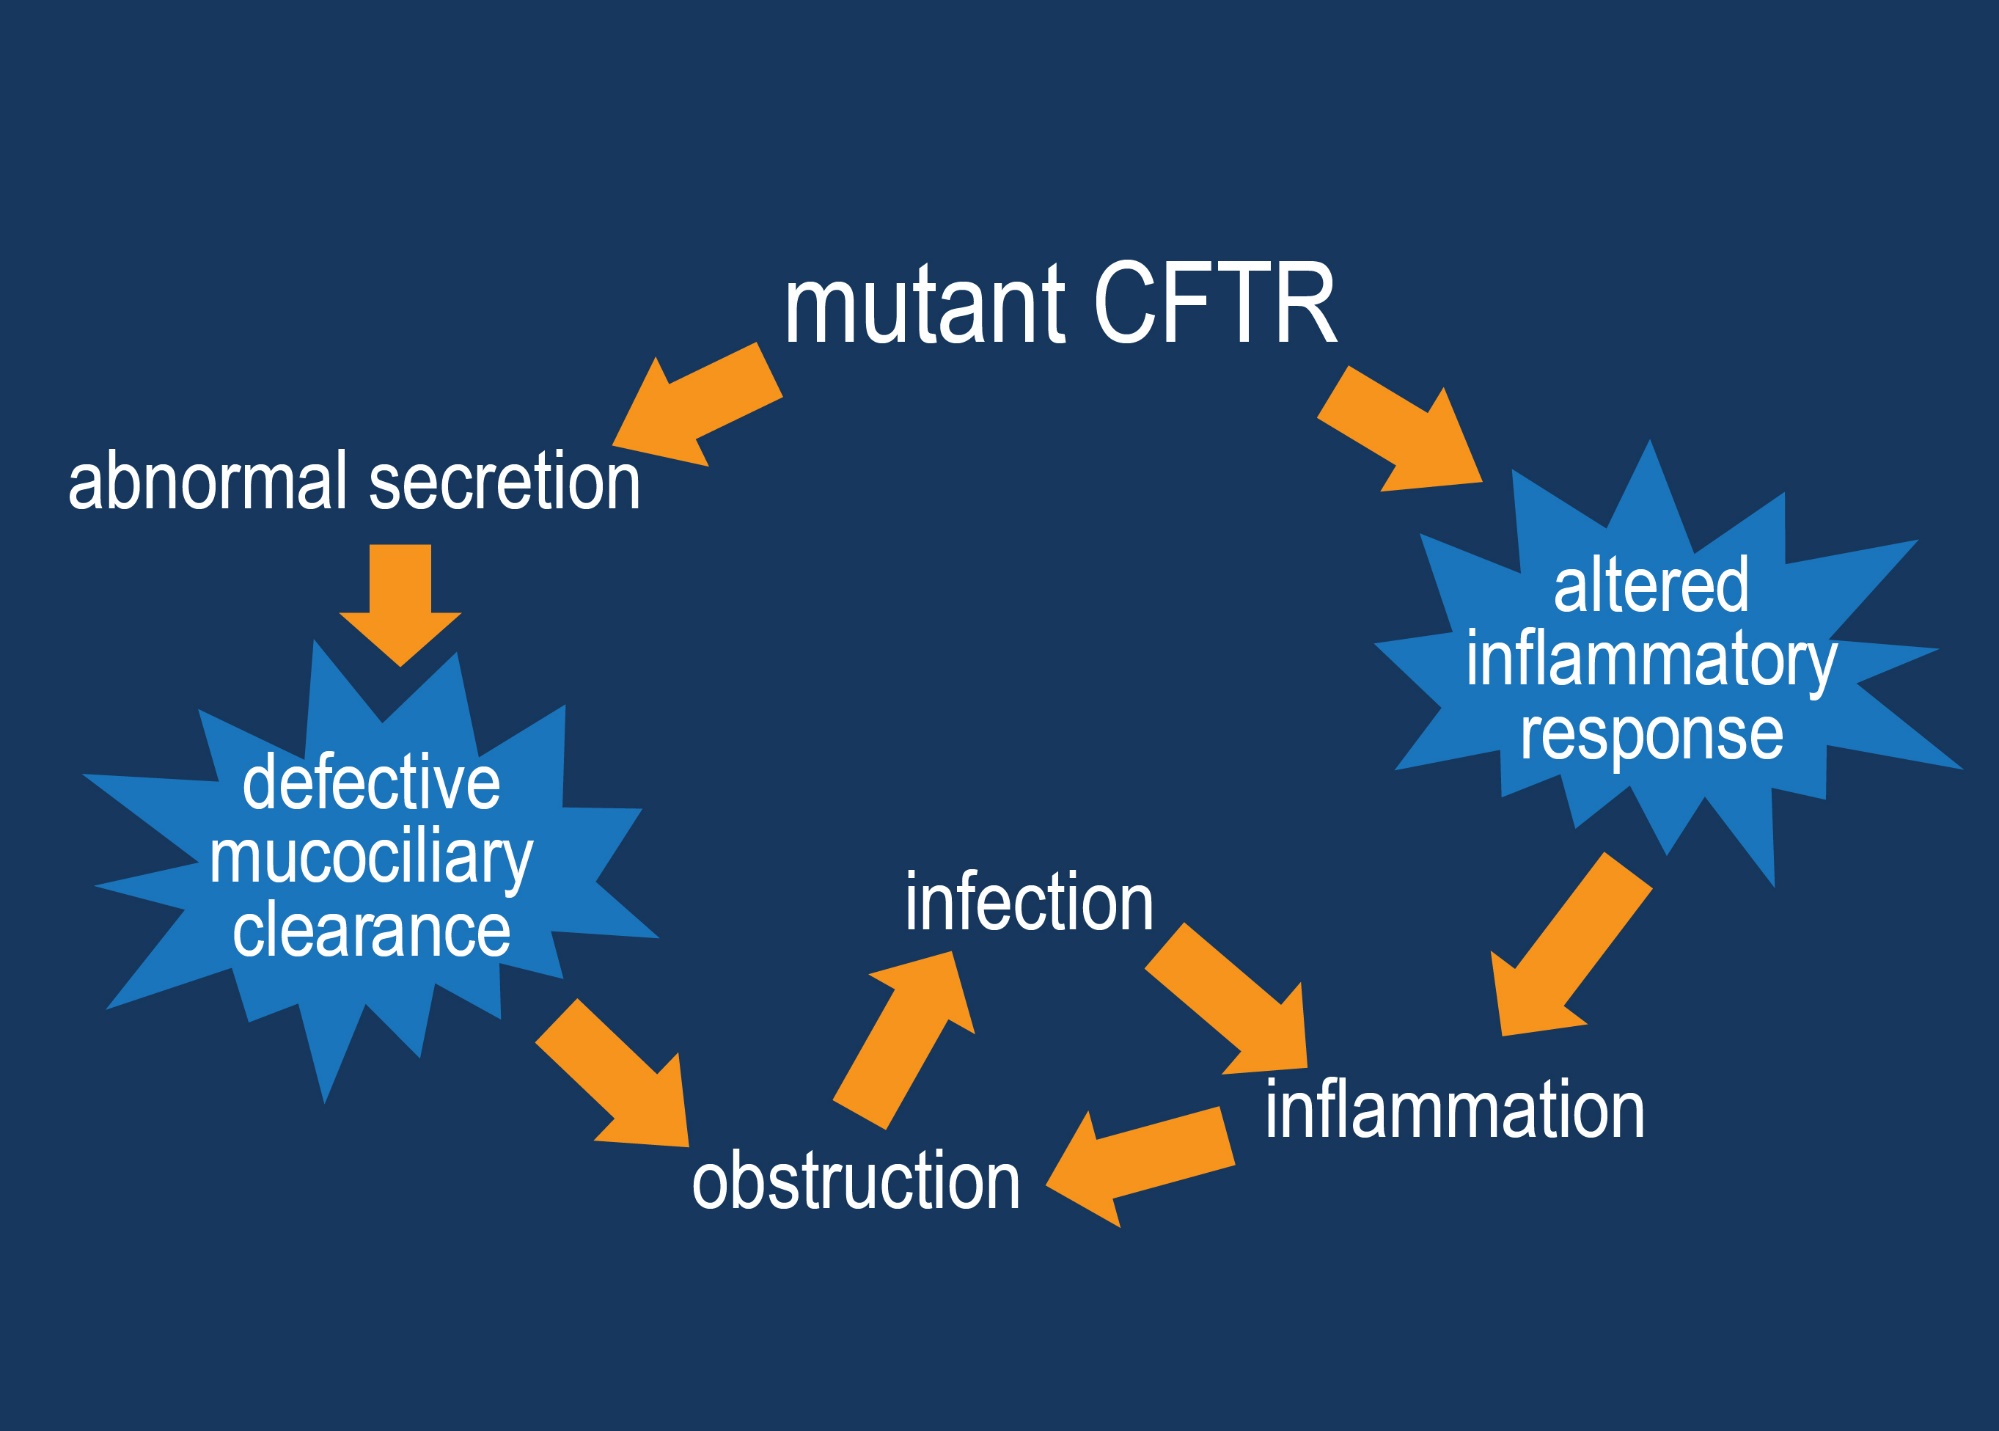 mutant CFTR
abnormal secretion
altered
inflammatory
response
defective
mucociliary
clearance
infection
inflammation
obstruction